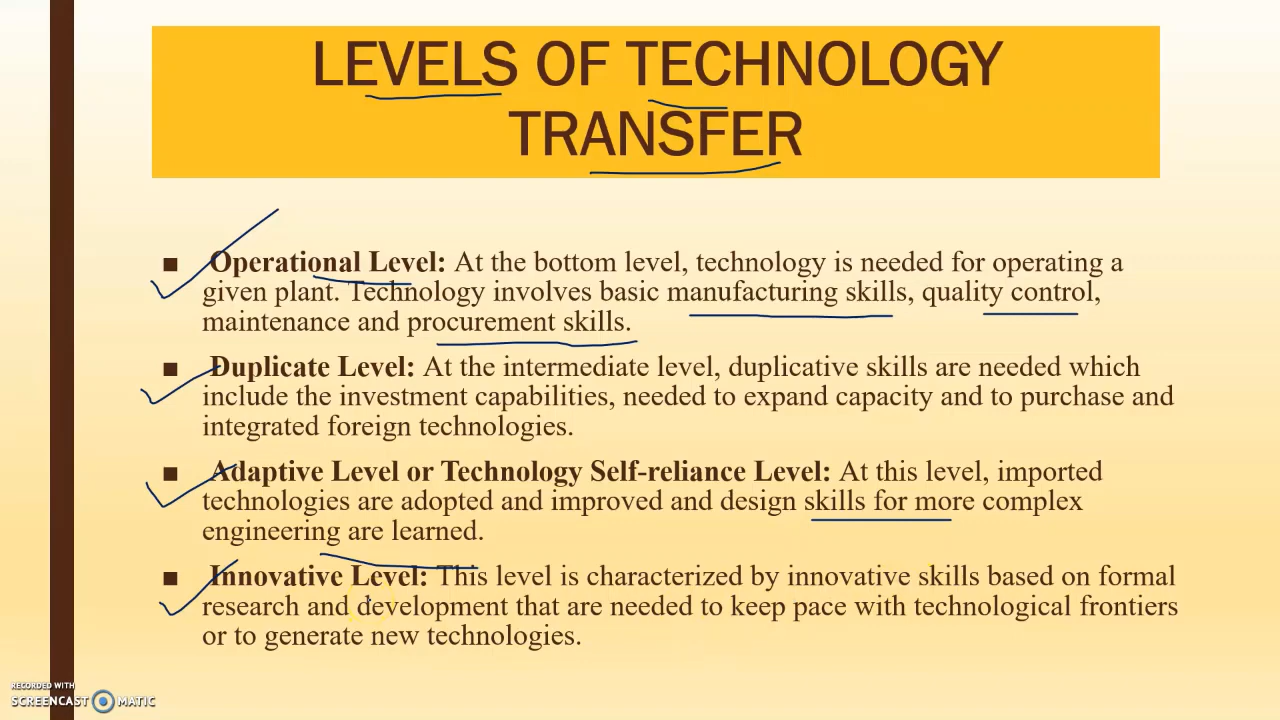 LEVELS OF TECHNOLOGY
TRANSFER
■ Operational Level: At the bottom level, technology is needed for operating a
given plant. Technology involves basic manufacturing skills, quality control,
maintenance and procurement skills.
■ Duplicate Level: At the intermediate level, duplicative skills are needed which
include the investment capabilities, needed to expand capacity and to purchase and
integrated foreign technologies.
■ Adaptive Level or Technology Self-reliance Level: At this level, imported
technologies are adopted and improved and design skills for more complex
engineering are learned.
■ Innovative Level: This level is characterized by innovative skills based on formal
research and development that are needed to keep pace with technological frontiers
or to generate new technologies.
RECORDED WITH
SCREENCAST MATIC